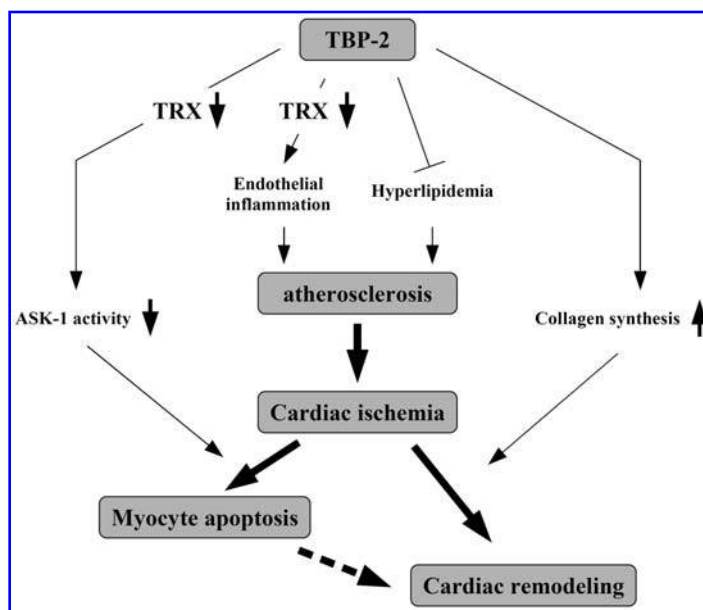 TBP-2
TRX
TRX
Endothelial
inflammation
Hyperlipidemia
atherosclerosis
ASK-1 activity
Collagen synthesis
Cardiac ischemia
Myocyte apoptosis
Cardiac remodeling